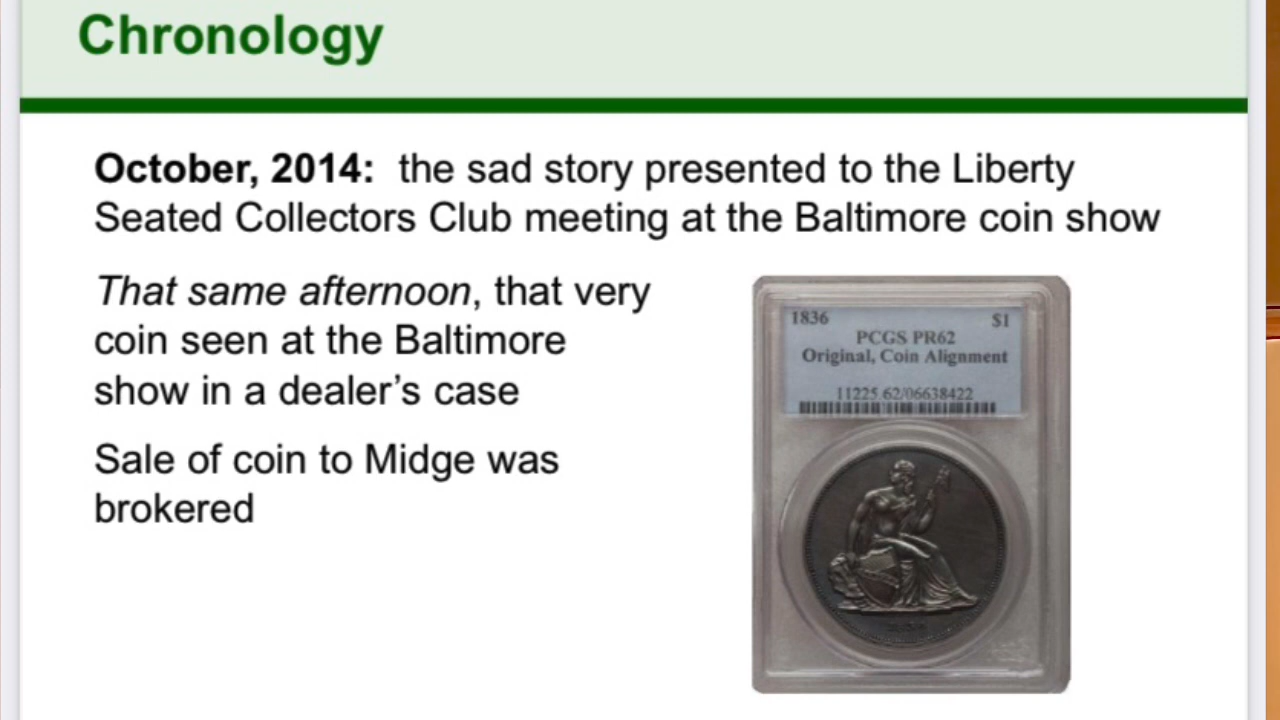 Chronology
October, 2014: the sad story presented to the Liberty
Seated Collectors Club meeting at the Baltimore coin show
That same afternoon, that very
coin seen at the Baltimore
show in a dealer's case
Sale of coin to Midge was
brokered
1836 $1
PCGS PR62
Original, Coin Alignment
11225.62/06638422